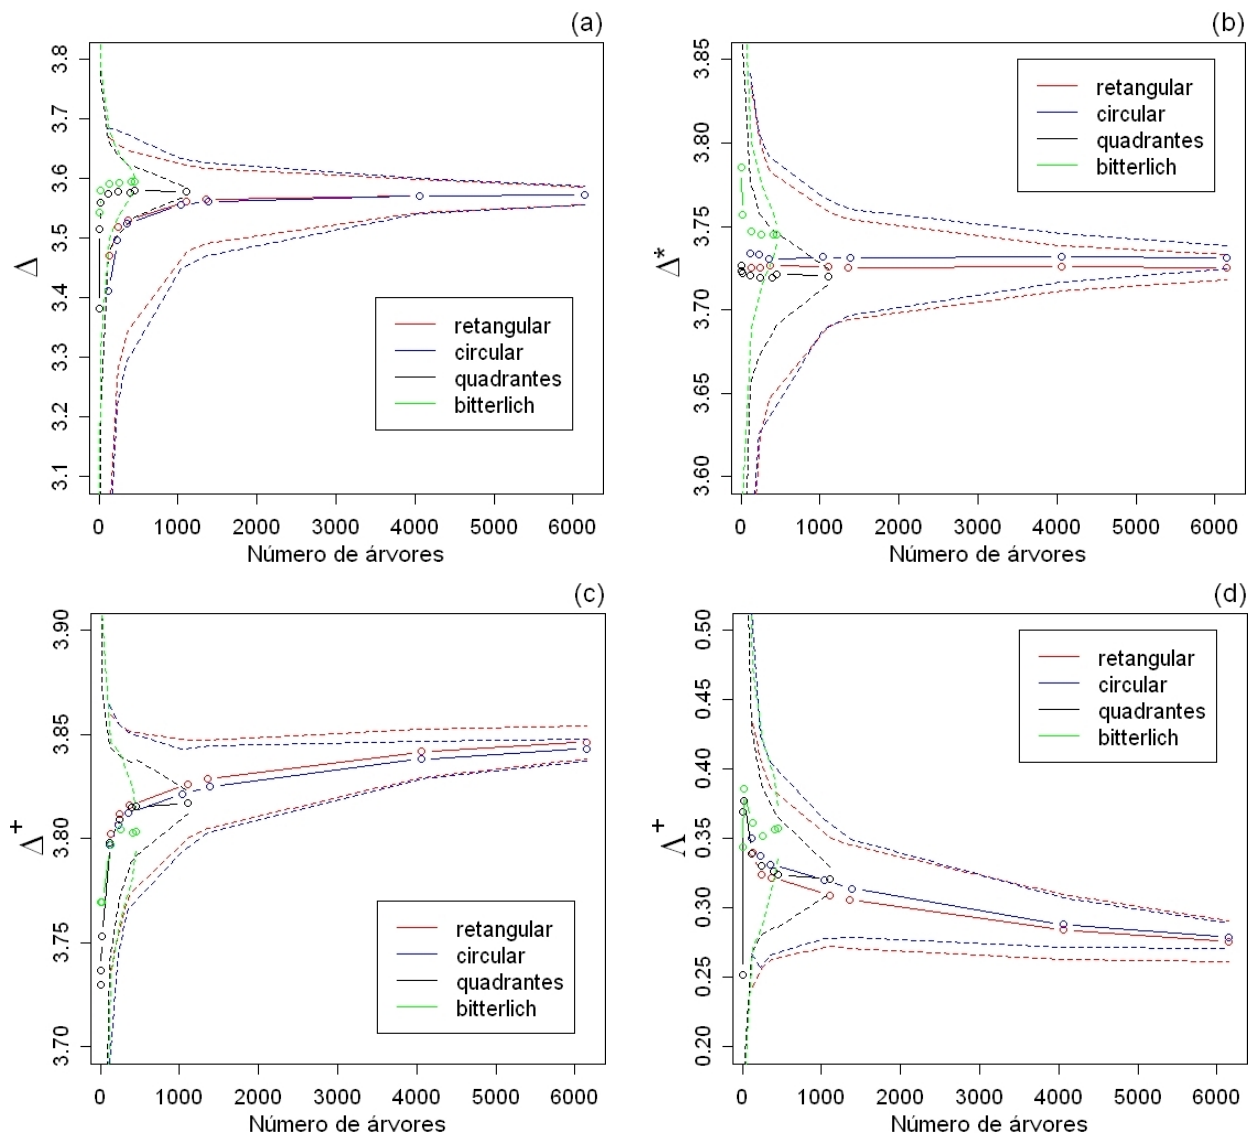 (a)
3.8
3.7
3.6
3.5
3.4
3.3
3.2
3.1
Δ
retangular
circular
quadrantes
bitterlich
0 1000 2000 3000 4000 5000 6000
Número de árvores
(b)
3.85
3.80
3.75
3.70
3.65
3.60
Δ*
retangular
circular
quadrantes
bitterlich
0 1000 2000 3000 4000 5000 6000
Número de árvores
(c)
3.90
3.85
3.80
3.75
3.70
Δ+
retangular
circular
quadrantes
bitterlich
0 1000 2000 3000 4000 5000 6000
Número de árvores
(d)
0.50
0.45
0.40
0.35
0.30
0.25
0.20
Λ+
retangular
circular
quadrantes
bitterlich
0 1000 2000 3000 4000 5000 6000
Número de árvores